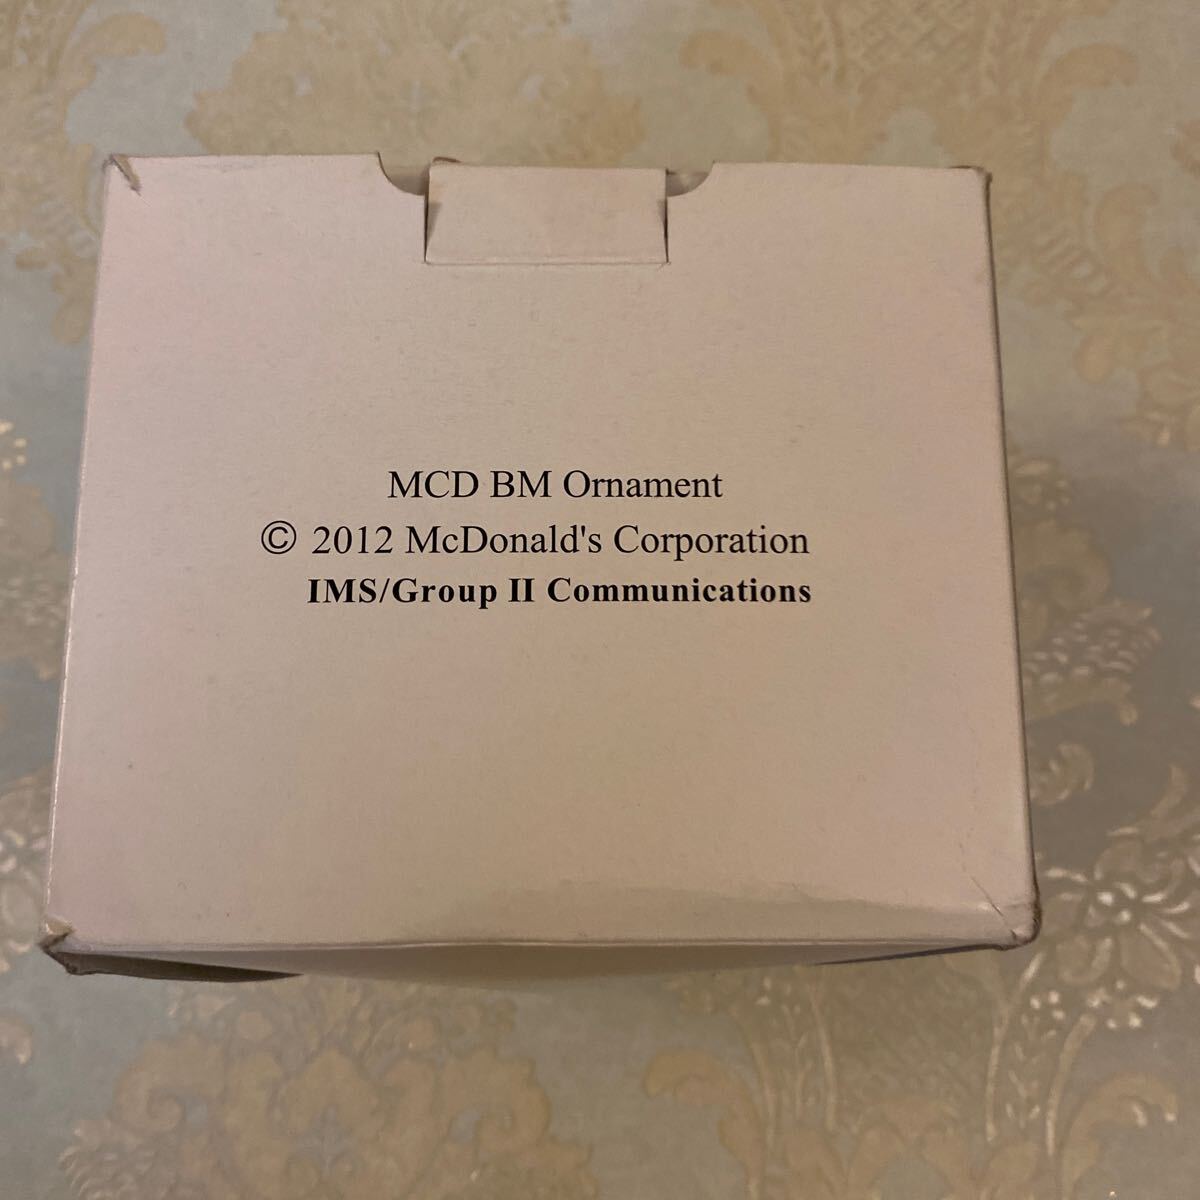 MCD BM Ornament
© 2012 McDonald's Corporation
IMS/Group II Communications